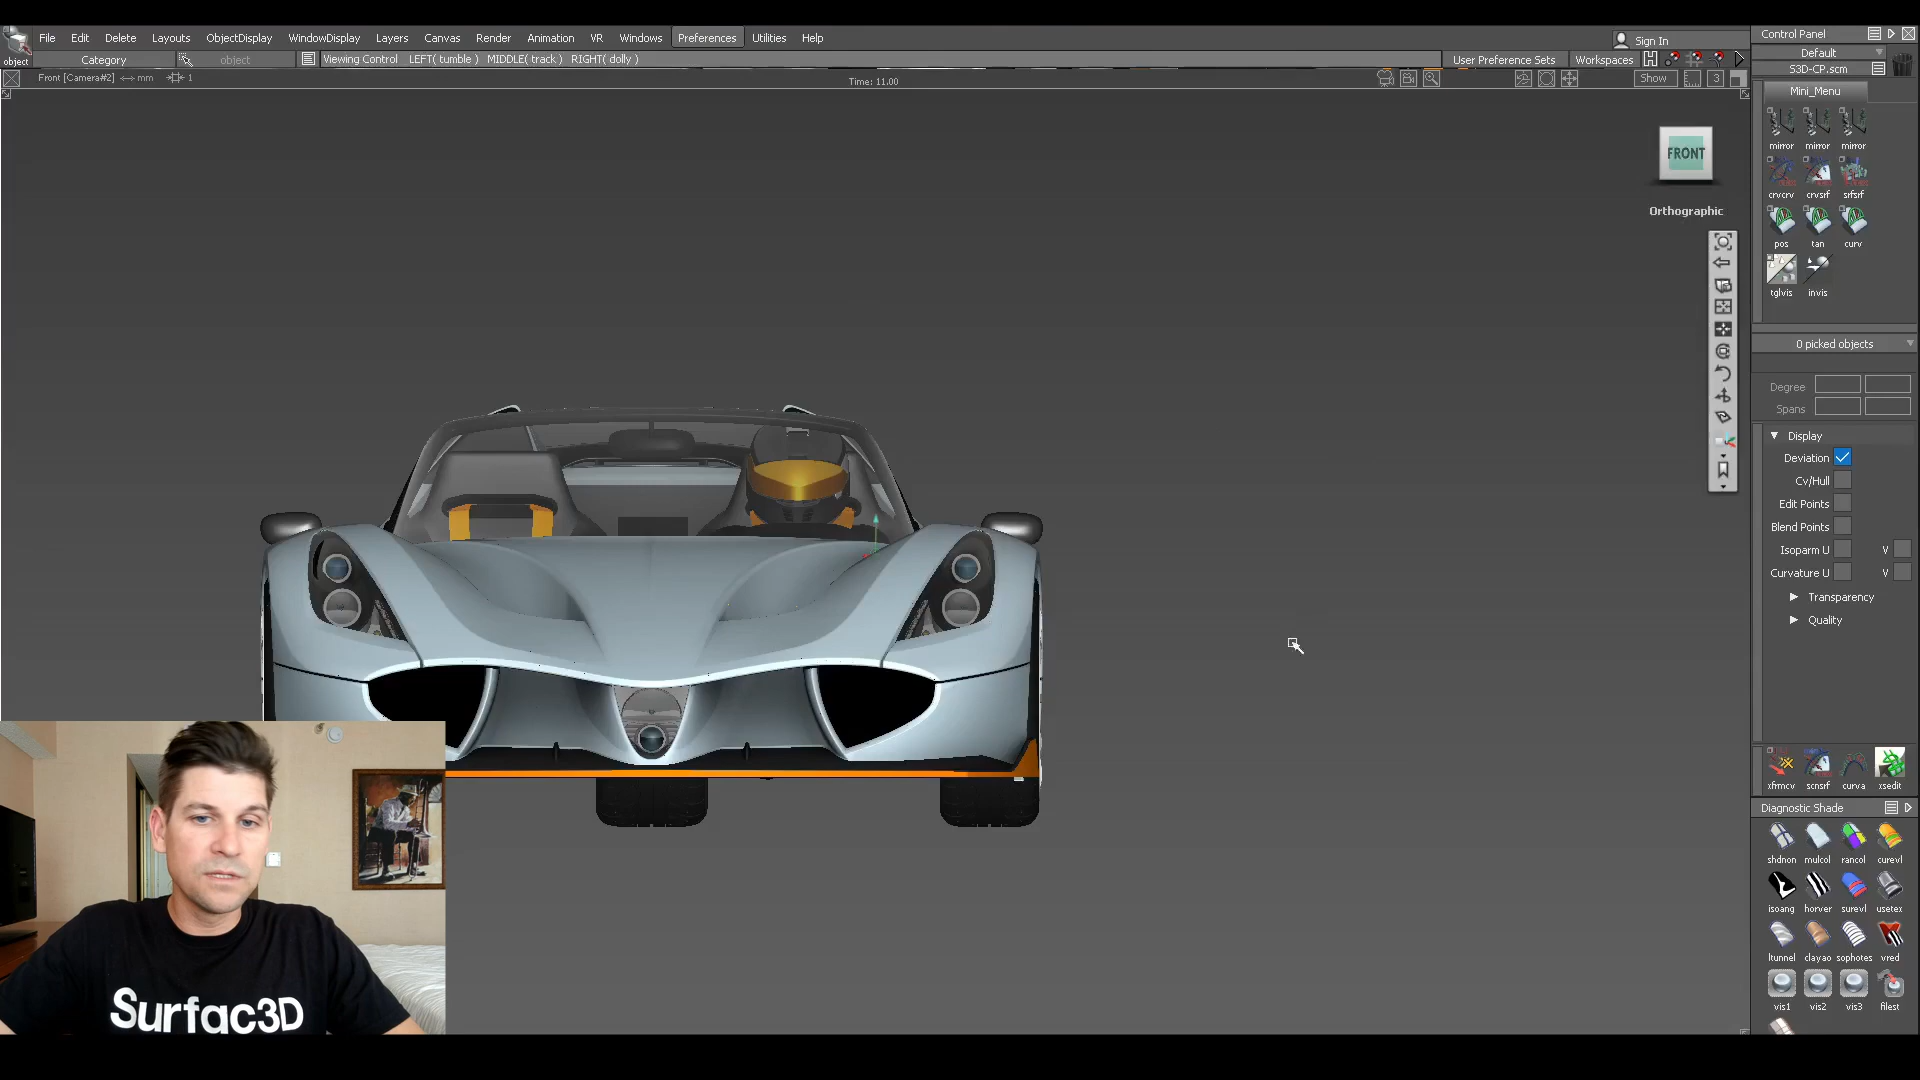 File Edit Delete Layouts ObjectDisplay WindowDisplay Layers Canvas Render Animation VR Windows Preferences Utilities Help
Sign In
object Category object Viewing Control LEFT( tumble ) MIDDLE( track ) RIGHT( dolly )
User Preference Sets Workspaces
Front [Camera#2] mm 1
Time: 11.00
Show 3
FRONT
Orthographic
Control Panel
Default
S3D-CP.scm
Mini_Menu
mirror mirror mirror
crvcrv crvsrf srfsrf
pos tan curv
tglvis invis
0 picked objects
Degree
Spans
Display
Deviation
Cv/Hull
Edit Points
Blend Points
Isoparm U V
Curvature U V
Transparency
Quality
xfrmcv scnsrf curva xsedit
Diagnostic Shade
shdnon mulcol rancol curevl
isoang horver surevl usetex
ltunnel clayao sophotes vred
vis1 vis2 vis3 filest
Surfac3D